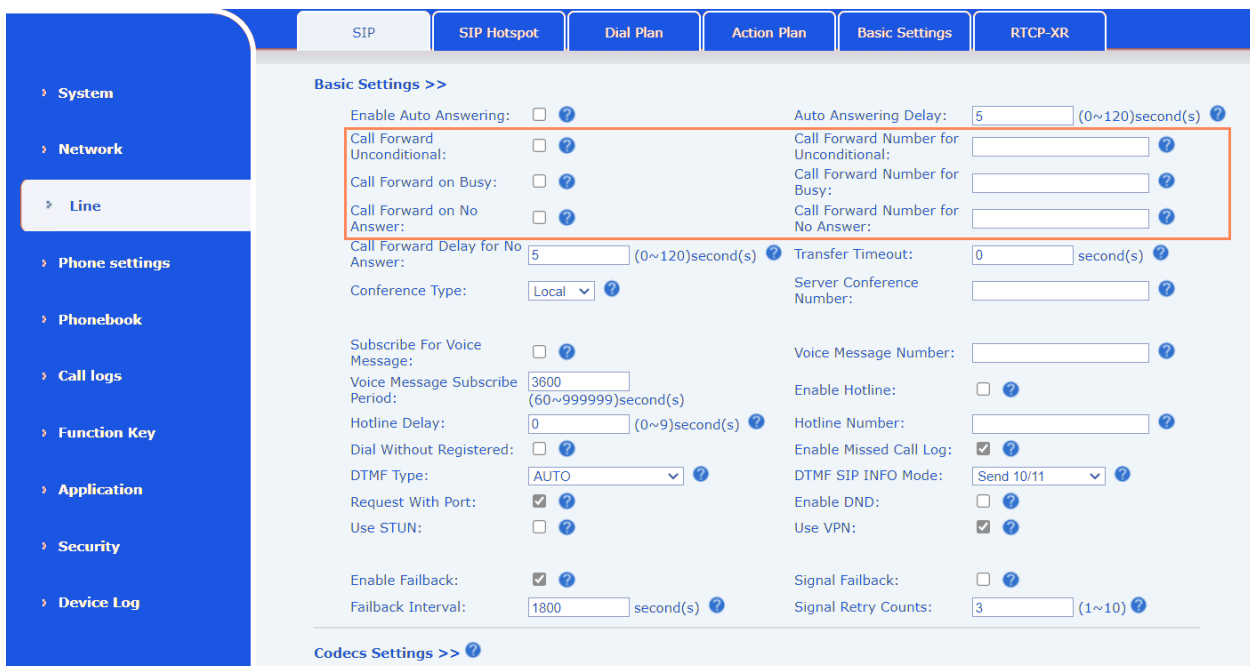 SIP
SIP Hotspot
Dial Plan
Action Plan
Basic Settings
RTCP-XR
System
Network
Line
Phone settings
Phonebook
Call logs
Function Key
Application
Security
Device Log
Basic Settings >>
Enable Auto Answering:
Auto Answering Delay: 5 (0~120)second(s)
Call Forward
Unconditional:
Call Forward Number for
Unconditional:
Call Forward on Busy:
Call Forward Number for
Busy:
Call Forward on No
Answer:
Call Forward Number for
No Answer:
Call Forward Delay for No
Answer:
5 (0~120)second(s)
Transfer Timeout: 0 second(s)
Conference Type: Local
Server Conference
Number:
Subscribe For Voice
Message:
Voice Message Number:
Voice Message Subscribe
Period:
3600
(60~999999)second(s)
Enable Hotline:
Hotline Delay: 0 (0~9)second(s)
Hotline Number:
Dial Without Registered:
Enable Missed Call Log:
DTMF Type: AUTO
DTMF SIP INFO Mode: Send 10/11
Request With Port:
Enable DND:
Use STUN:
Use VPN:
Enable Failback:
Signal Failback:
Failback Interval: 1800 second(s)
Signal Retry Counts: 3 (1~10)
Codecs Settings >>